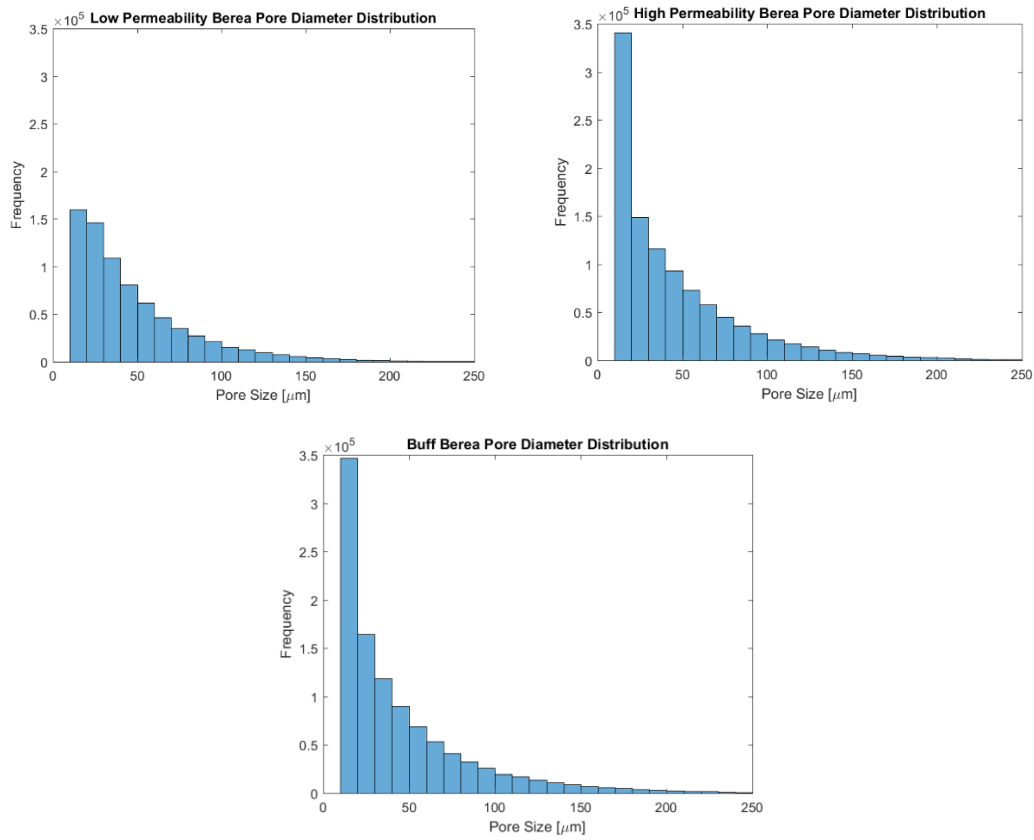 Low Permeability Berea Pore Diameter Distribution
×10^5
3.5
3
2.5
2
1.5
1
0.5
0
0 50 100 150 200 250
Frequency
Pore Size [μm]
High Permeability Berea Pore Diameter Distribution
×10^5
3.5
3
2.5
2
1.5
1
0.5
0
0 50 100 150 200 250
Frequency
Pore Size [μm]
Buff Berea Pore Diameter Distribution
×10^5
3.5
3
2.5
2
1.5
1
0.5
0
0 50 100 150 200 250
Frequency
Pore Size [μm]